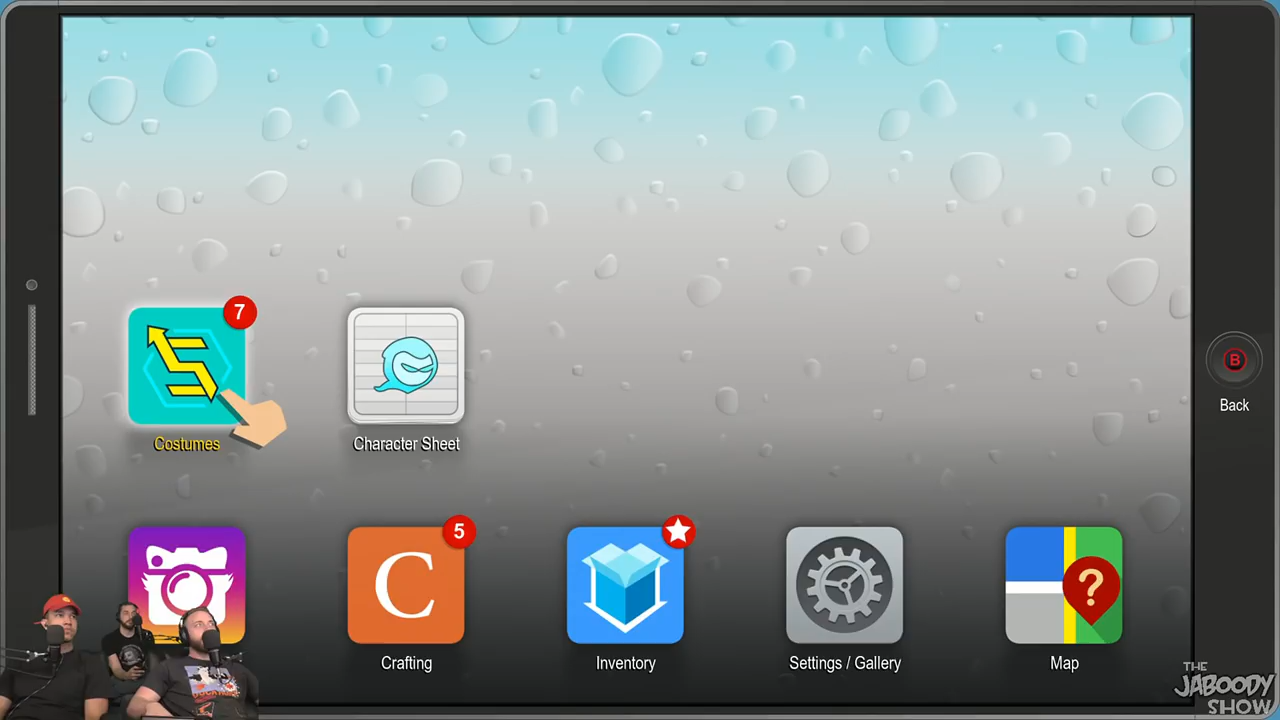 7
Costumes
Character Sheet
B
Back
5
C
Crafting
Inventory
Settings / Gallery
?
Map
THE
JABOODY
SHOW